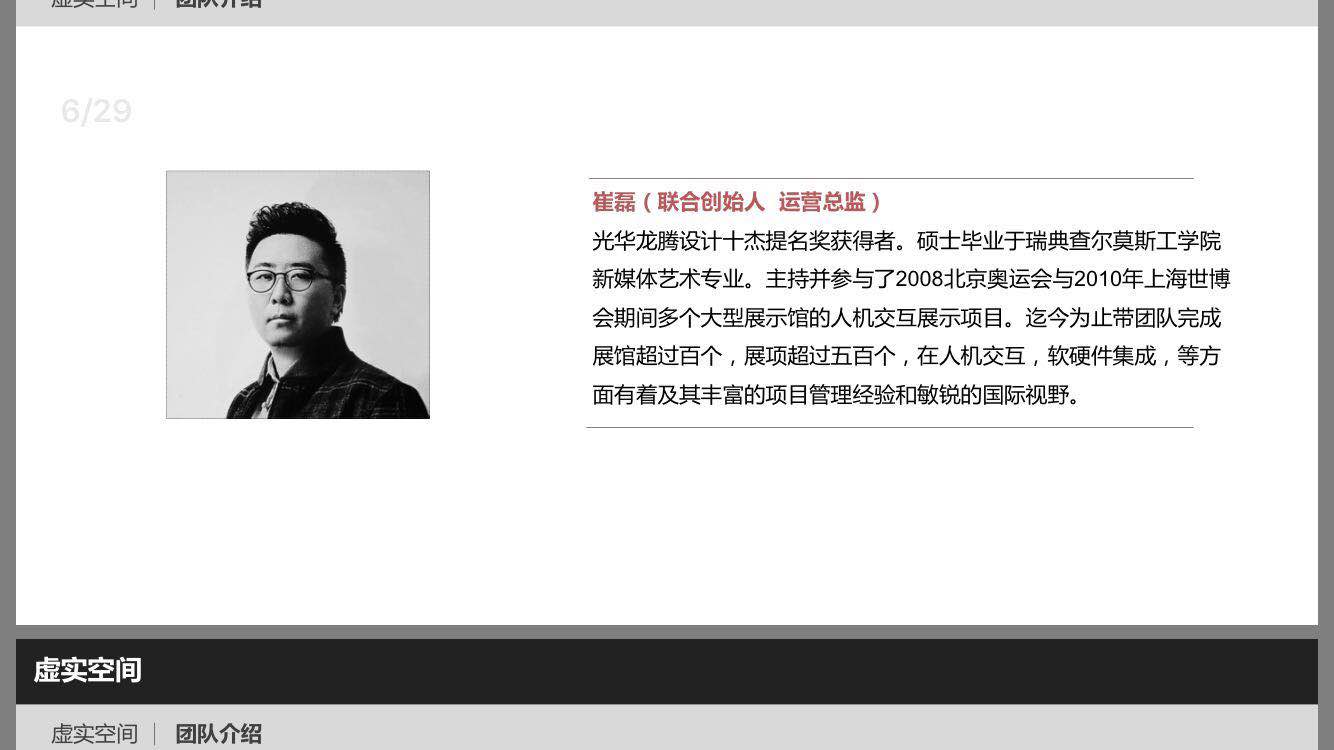 虚实空间 | 团队介绍
6/29
崔磊（联合创始人 运营总监）
光华龙腾设计十杰提名奖获得者。硕士毕业于瑞典查尔莫斯工学院
新媒体艺术专业。主持并参与了2008北京奥运会与2010年上海世博
会期间多个大型展示馆的人机交互展示项目。迄今为止带团队完成
展馆超过百个，展项超过五百个，在人机交互，软硬件集成，等方
面有着及其丰富的项目管理经验和敏锐的国际视野。
虚实空间
虚实空间 | 团队介绍